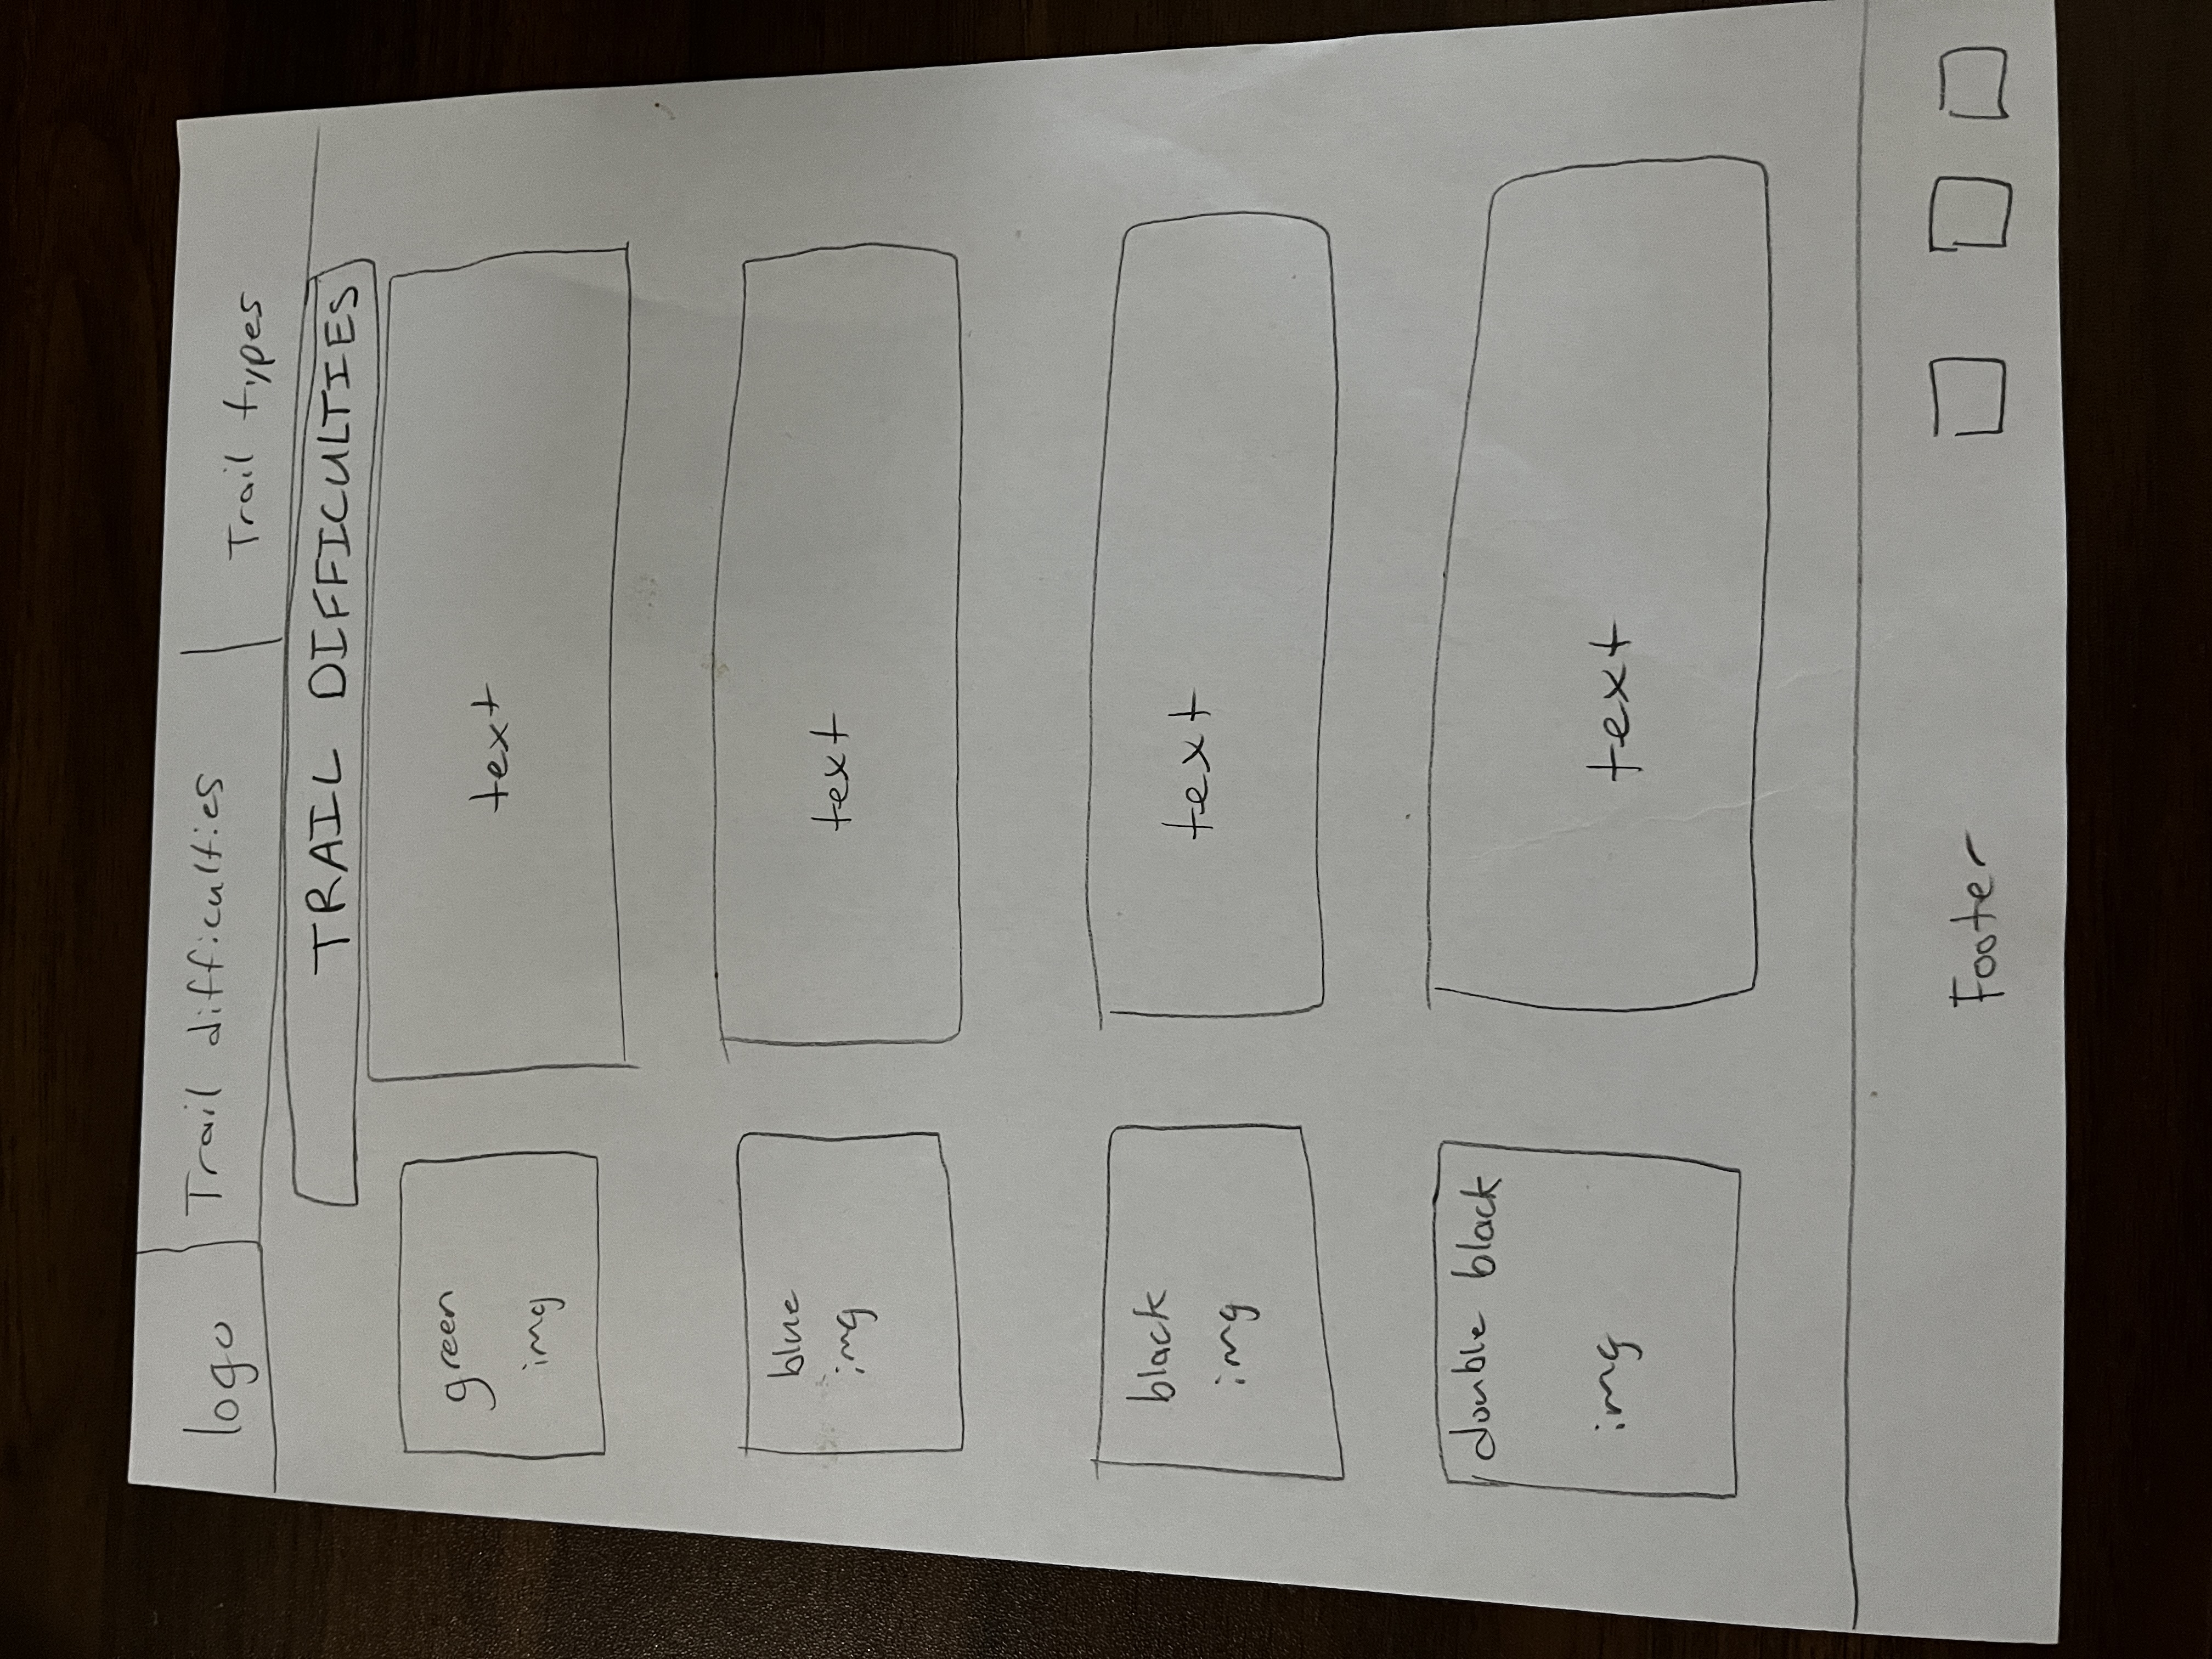 logo
Trail difficulties
Trail types
TRAIL DIFFICULTIES
green
img
text
blue
img
text
black
img
text
double black
img
text
Footer